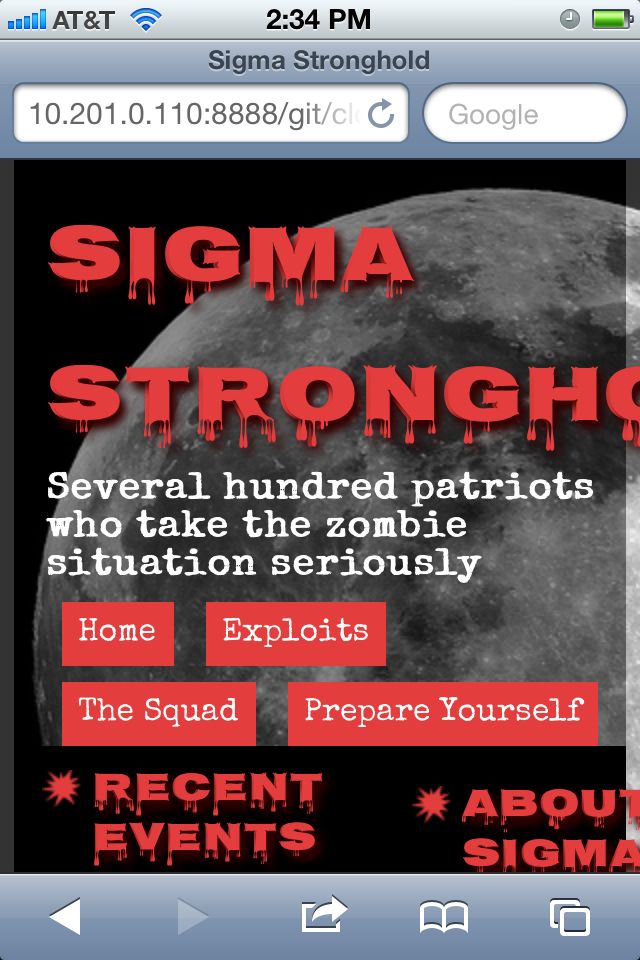 AT&T 2:34 PM
Sigma Stronghold
10.201.0.110:8888/git/clo
Google
SIGMA
STRONGHO
Several hundred patriots
who take the zombie
situation seriously
Home Exploits
The Squad Prepare Yourself
RECENT
EVENTS
ABOUT
SIGMA